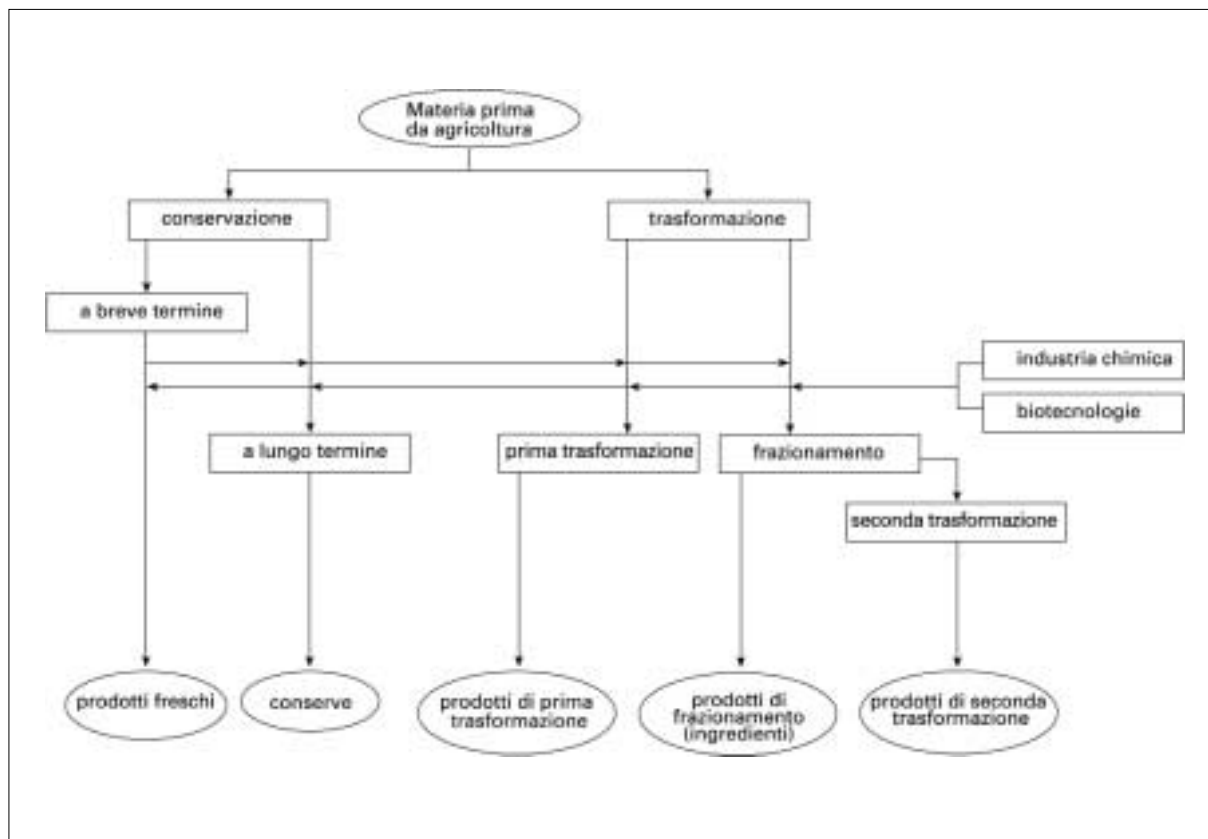 Materia prima
da agricoltura
conservazione
trasformazione
a breve termine
industria chimica
biotecnologie
a lungo termine
prima trasformazione
frazionamento
seconda trasformazione
prodotti freschi
conserve
prodotti di prima
trasformazione
prodotti di
frazionamento
(ingredienti)
prodotti di seconda
trasformazione